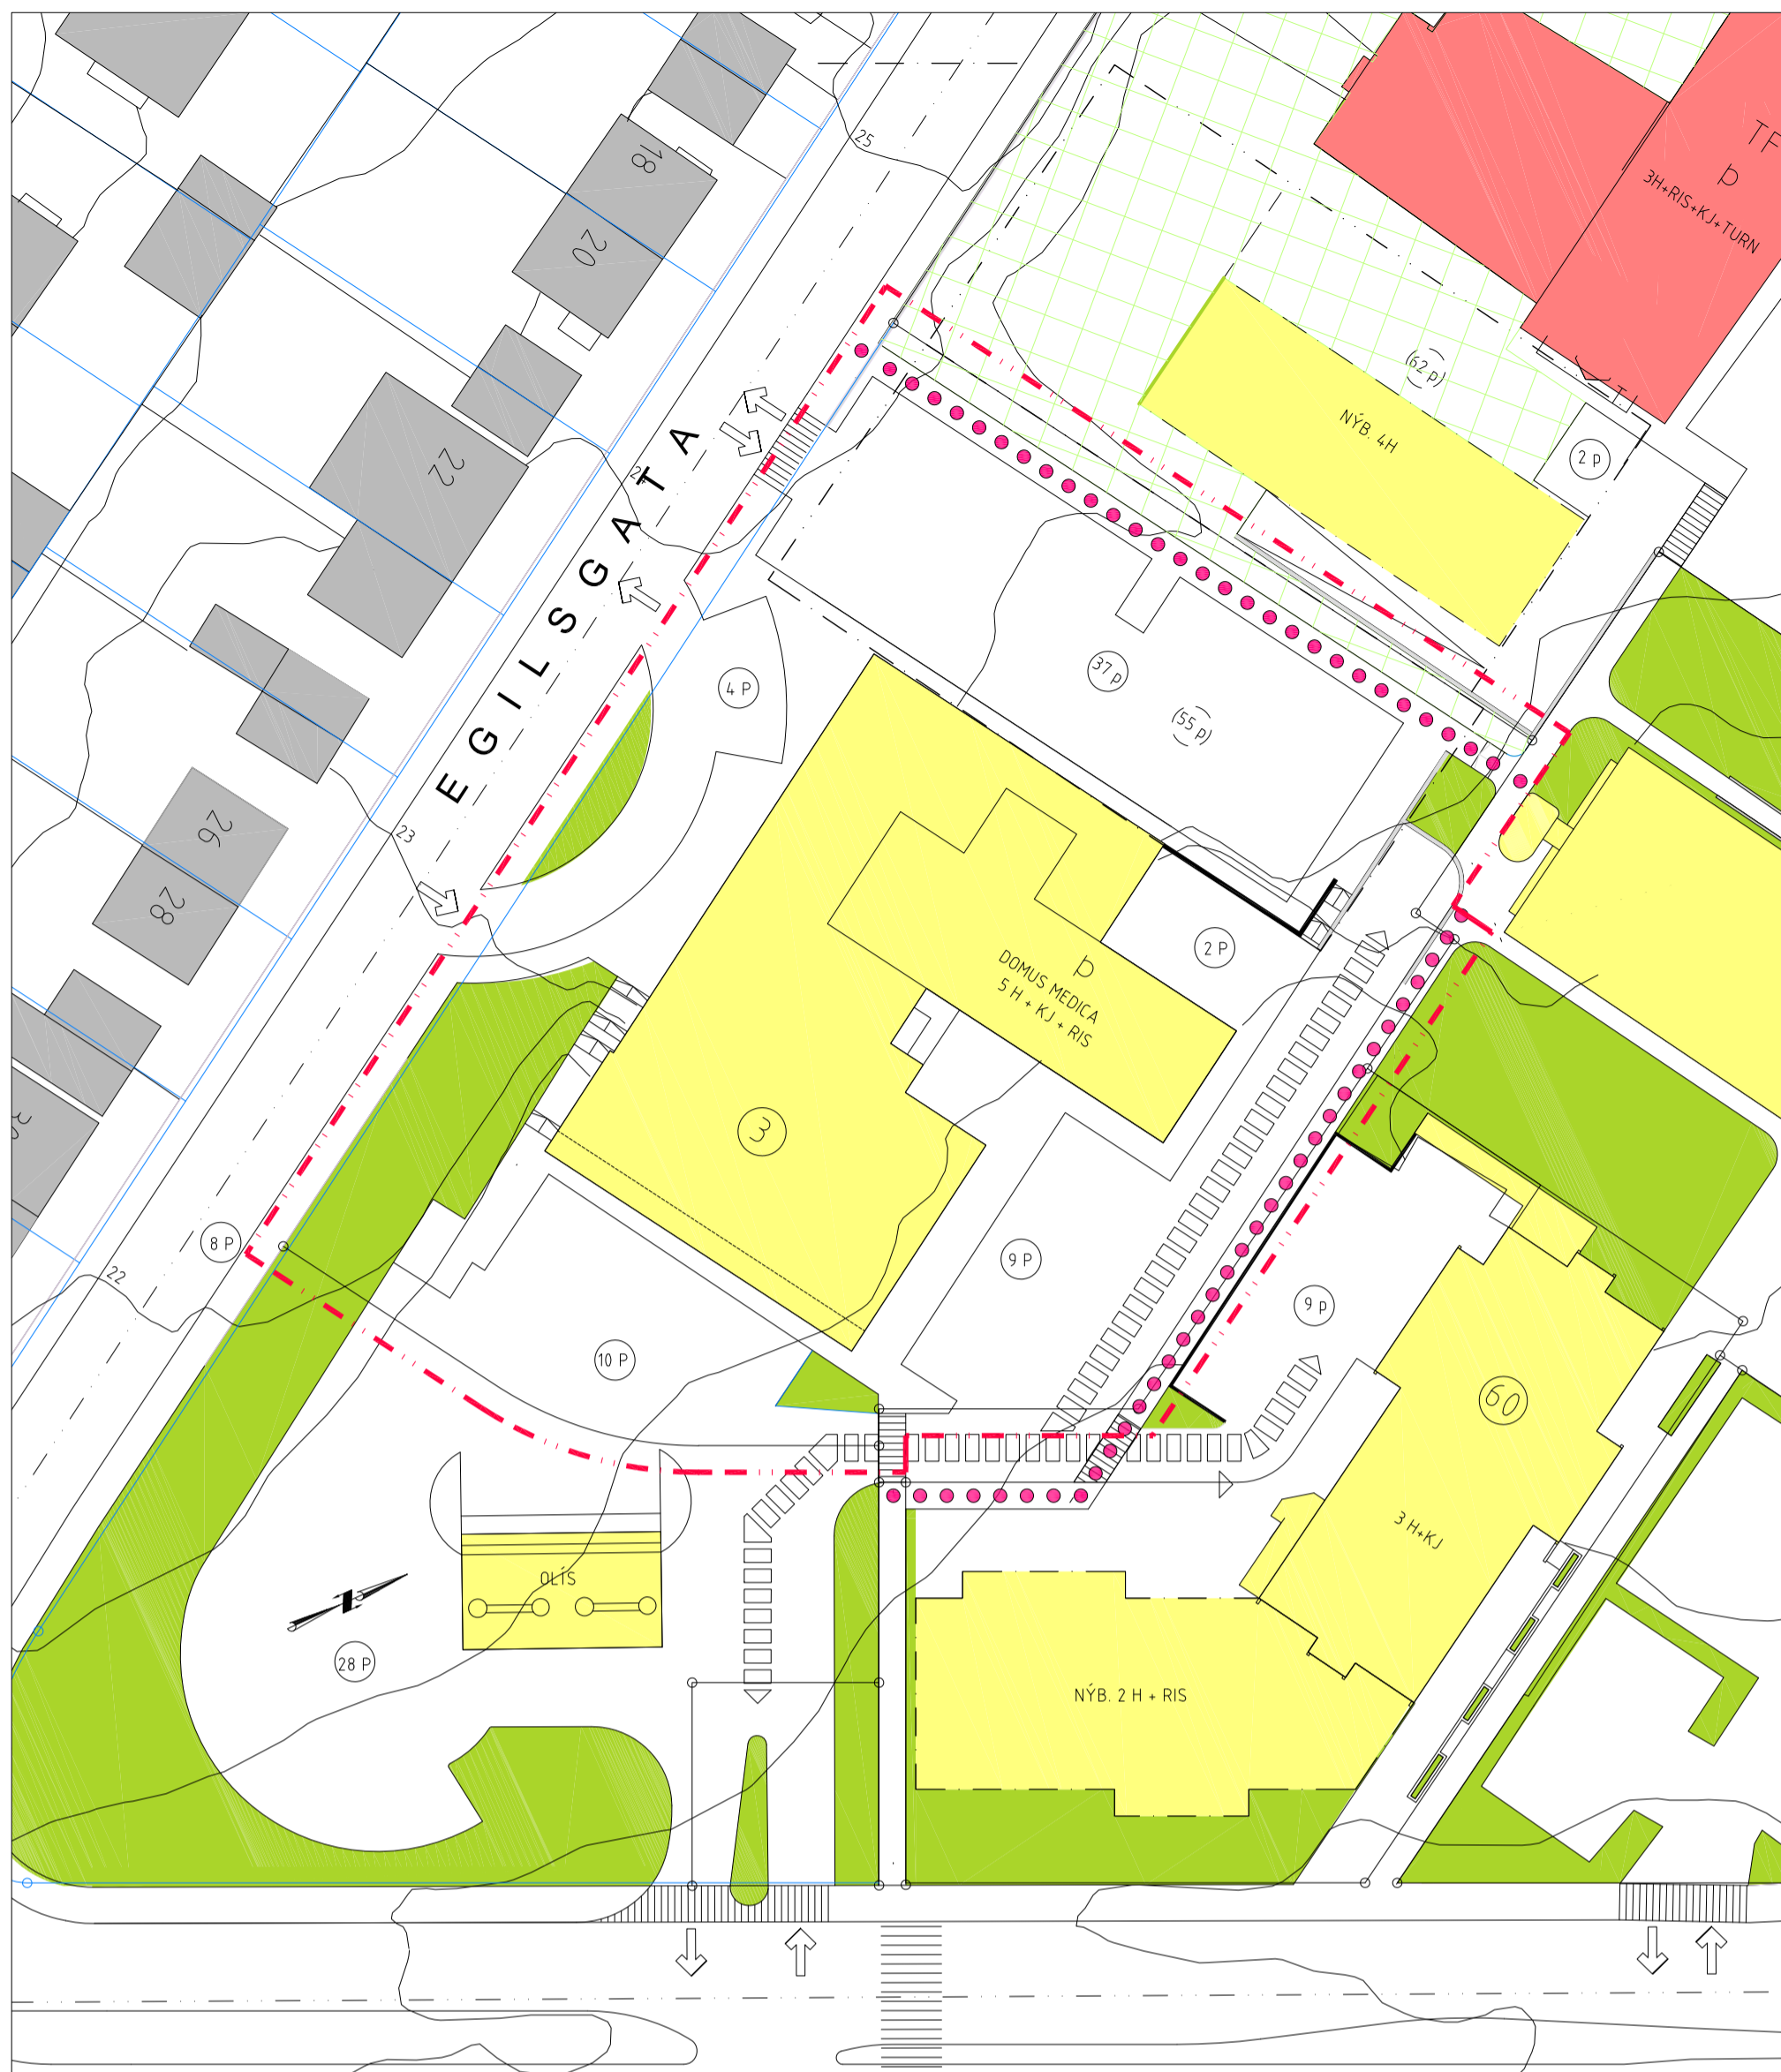 18
25
20
TF
Þ
3H+RIS+KJ+TURN
(62 p)
NÝB. 4H
2 P
22
24
EGILSGATA
4 P
37 p
(55 p)
26
23
28
2 P
Þ
DOMUS MEDICA
5 H + KJ + RIS
3
8 P
22
9 P
9 p
10 P
60
3 H+KJ
OLÍS
28 P
NÝB. 2 H + RIS